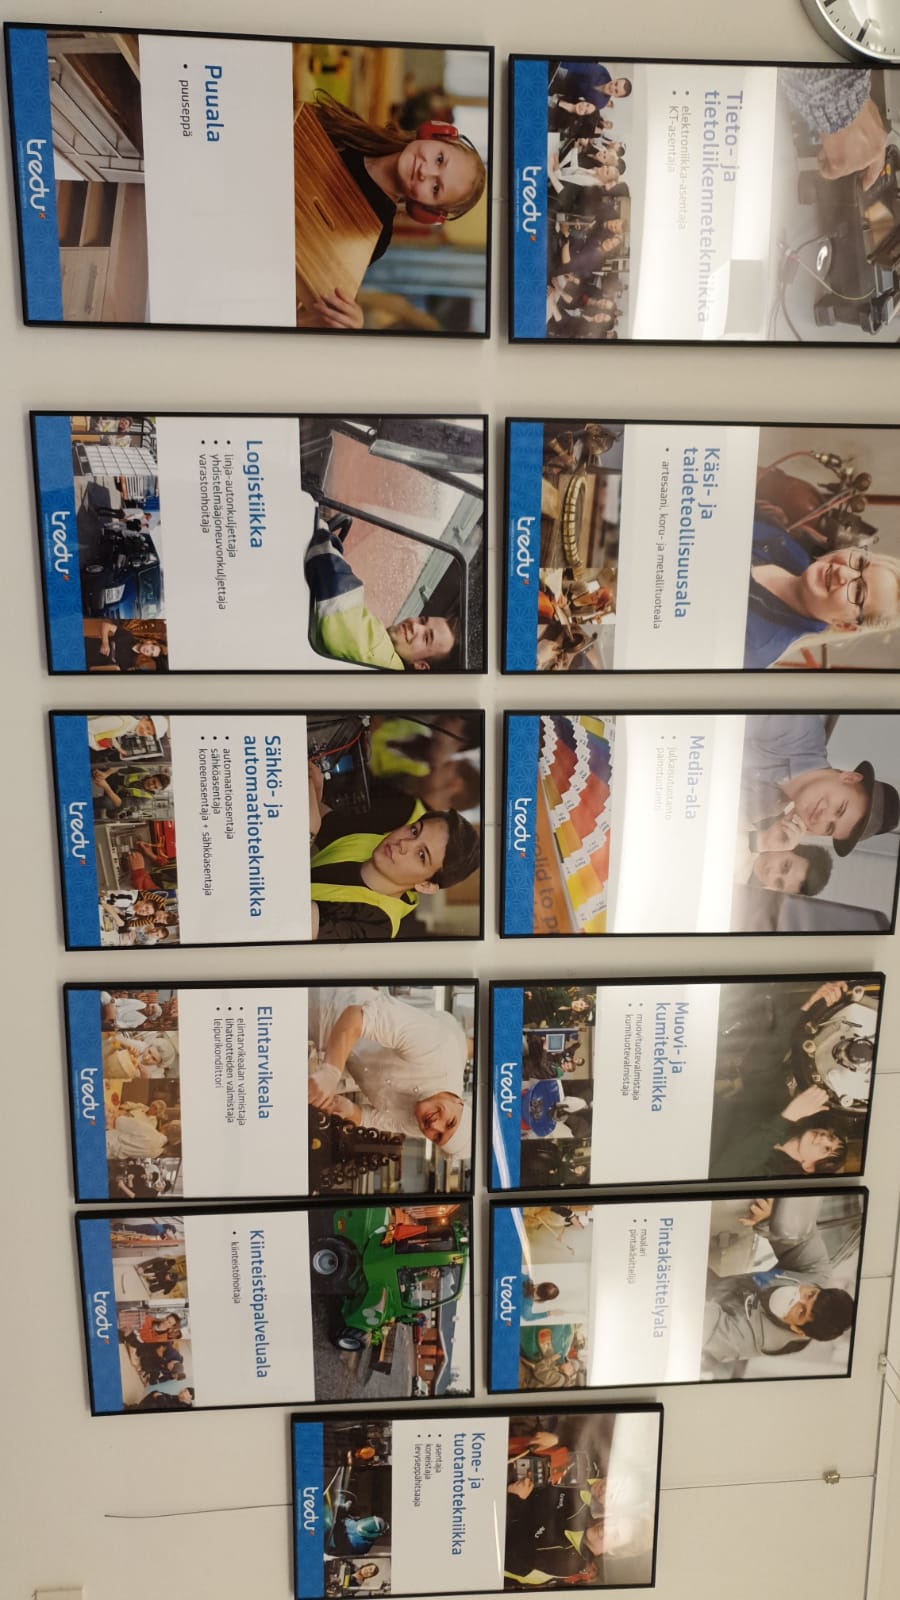 Tieto- ja
tietoliikennetekniikka
• elektroniikka-asentaja
• KT-asentaja
tredu
Käsi- ja
taideteollisuusala
• artesaani, koru- ja metallituoteala
tredu
Media-ala
• julkaisutuotanto
• painotuotanto
solid to
tredu
Muovi- ja
kumitekniikka
• muovituotevalmistaja
• kumituotevalmistaja
tredu
Pintakäsittelyala
• maalari
• pintakäsittelijä
tredu
Kone- ja
tuotantotekniikka
• asentaja
• koneistaja
• levyseppähitsaaja
tredu
Puuala
• puuseppä
tredu
Logistiikka
• linja-autonkuljettaja
• yhdistelmäajoneuvonkuljettaja
• varastonhoitaja
tredu
Sähkö- ja
automaatiotekniikka
• automaatioasentaja
• sähköasentaja
• koneenasentaja + sähköasentaja
tredu
Elintarvikeala
• elintarvikealan valmistaja
• lihatuotteiden valmistaja
• leipurikondiittori
tredu
Kiinteistöpalveluala
• kiinteistöhoitaja
tredu